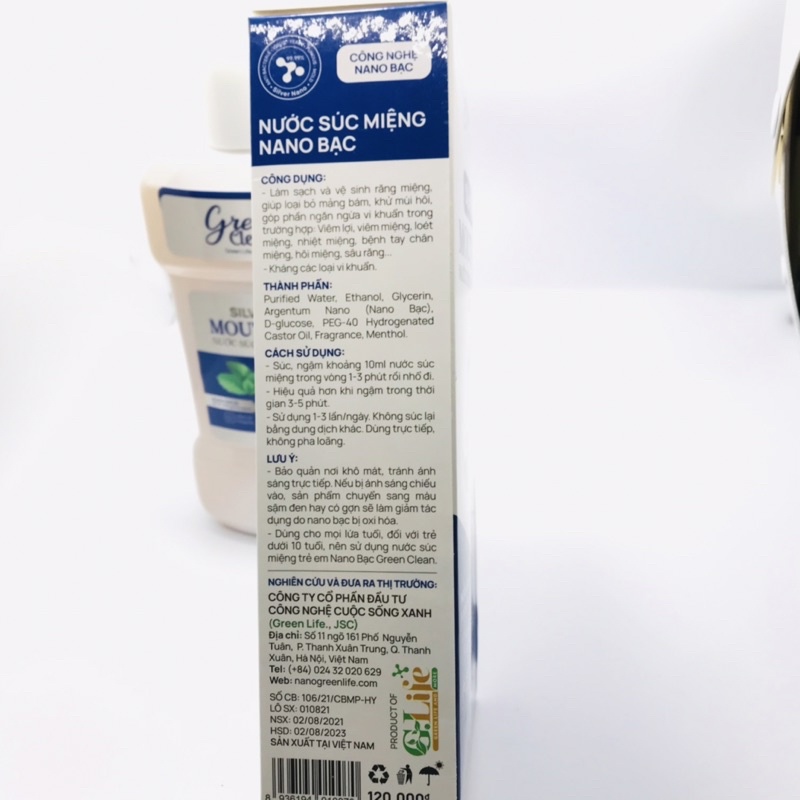 CÔNG NGHỆ
NANO BẠC
Silver Nano
NƯỚC SÚC MIỆNG
NANO BẠC
CÔNG DỤNG:
- Làm sạch và vệ sinh răng miệng,
giúp loại bỏ mảng bám, khử mùi hôi,
góp phần ngăn ngừa vi khuẩn trong
trường hợp: Viêm lợi, viêm miệng, loét
miệng, nhiệt miệng, bệnh tay chân
miệng, hôi miệng, sâu răng...
- Kháng các loại vi khuẩn.
THÀNH PHẦN:
Purified Water, Ethanol, Glycerin,
Argentum Nano (Nano Bạc),
D-glucose, PEG-40 Hydrogenated
Castor Oil, Fragrance, Menthol.
CÁCH SỬ DỤNG:
- Súc, ngậm khoảng 10ml nước súc
miệng trong vòng 1-3 phút rồi nhổ đi.
- Hiệu quả hơn khi ngậm trong thời
gian 3-5 phút.
- Sử dụng 1-3 lần/ngày. Không súc lại
bằng dung dịch khác. Dùng trực tiếp,
không pha loãng.
LƯU Ý:
- Bảo quản nơi khô mát, tránh ánh
sáng trực tiếp. Nếu bị ánh sáng chiếu
vào, sản phẩm chuyển sang màu
sậm đen hay có gợn sẽ làm giảm tác
dụng do nano bạc bị oxi hóa.
- Dùng cho mọi lứa tuổi, đối với trẻ
dưới 10 tuổi, nên sử dụng nước súc
miệng trẻ em Nano Bạc Green Clean.
NGHIÊN CỨU VÀ ĐƯA RA THỊ TRƯỜNG:
CÔNG TY CỔ PHẦN ĐẦU TƯ
CÔNG NGHỆ CUỘC SỐNG XANH
(Green Life., JSC)
Địa chỉ: Số 11 ngõ 161 Phố Nguyễn
Tuân, P. Thanh Xuân Trung, Q. Thanh
Xuân, Hà Nội, Việt Nam
Tel: (+84) 024 32 020 629
Web: nanogreenlife.com
SỐ CB: 106/21/CBMP-HY
LÔ SX: 010821
NSX: 02/08/2021
HSD: 02/08/2023
SẢN XUẤT TẠI VIỆT NAM
PRODUCT OF
G.Life
120.000đ
Gre
Cle
SILV
MOU